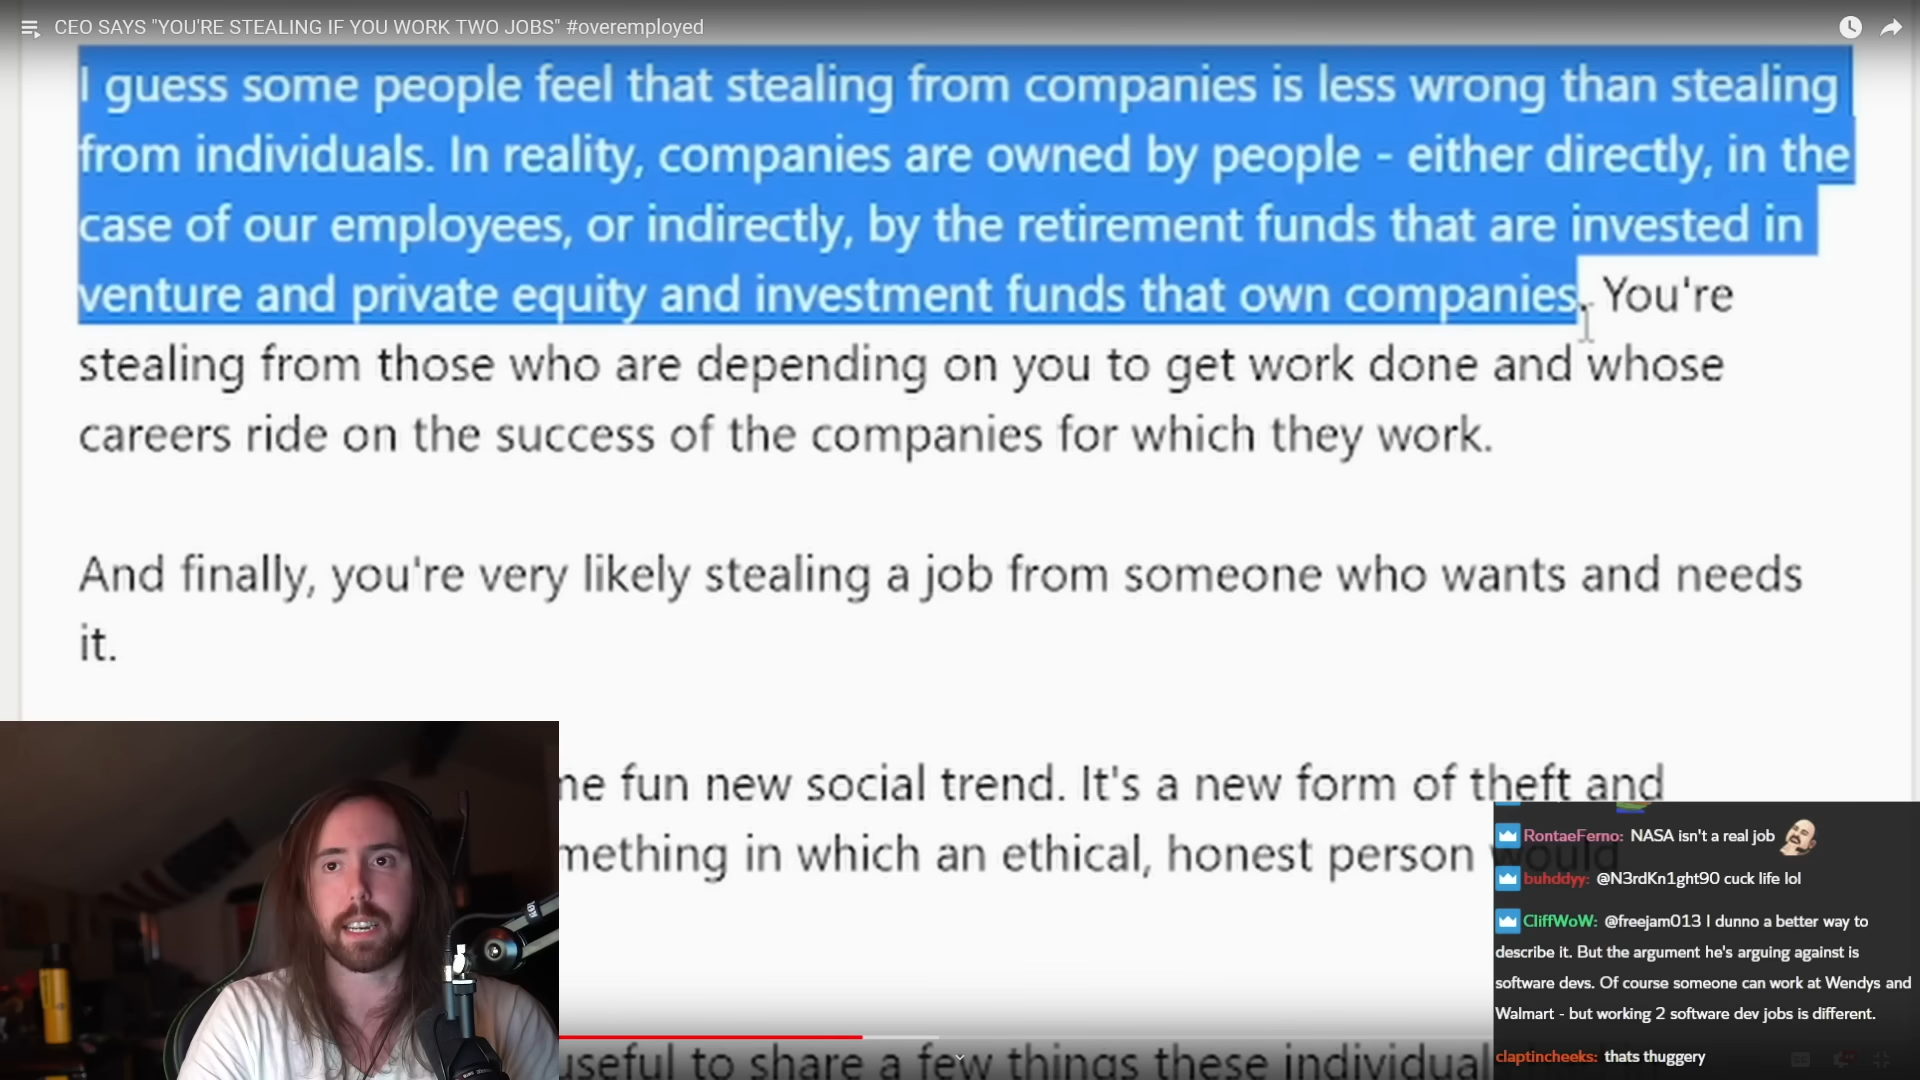 CEO SAYS "YOU'RE STEALING IF YOU WORK TWO JOBS" #overemployed
I guess some people feel that stealing from companies is less wrong than stealing
from individuals. In reality, companies are owned by people - either directly, in the
case of our employees, or indirectly, by the retirement funds that are invested in
venture and private equity and investment funds that own companies. You're
stealing from those who are depending on you to get work done and whose
careers ride on the success of the companies for which they work.
And finally, you're very likely stealing a job from someone who wants and needs
it.
me fun new social trend. It's a new form of theft and
mething in which an ethical, honest person would
useful to share a few things these individual
RontaeFerno: NASA isn't a real job
buhddyy: @N3rdKn1ght90 cuck life lol
CliffWoW: @freejam013 I dunno a better way to
describe it. But the argument he's arguing against is
software devs. Of course someone can work at Wendys and
Walmart - but working 2 software dev jobs is different.
claptincheeks: thats thuggery